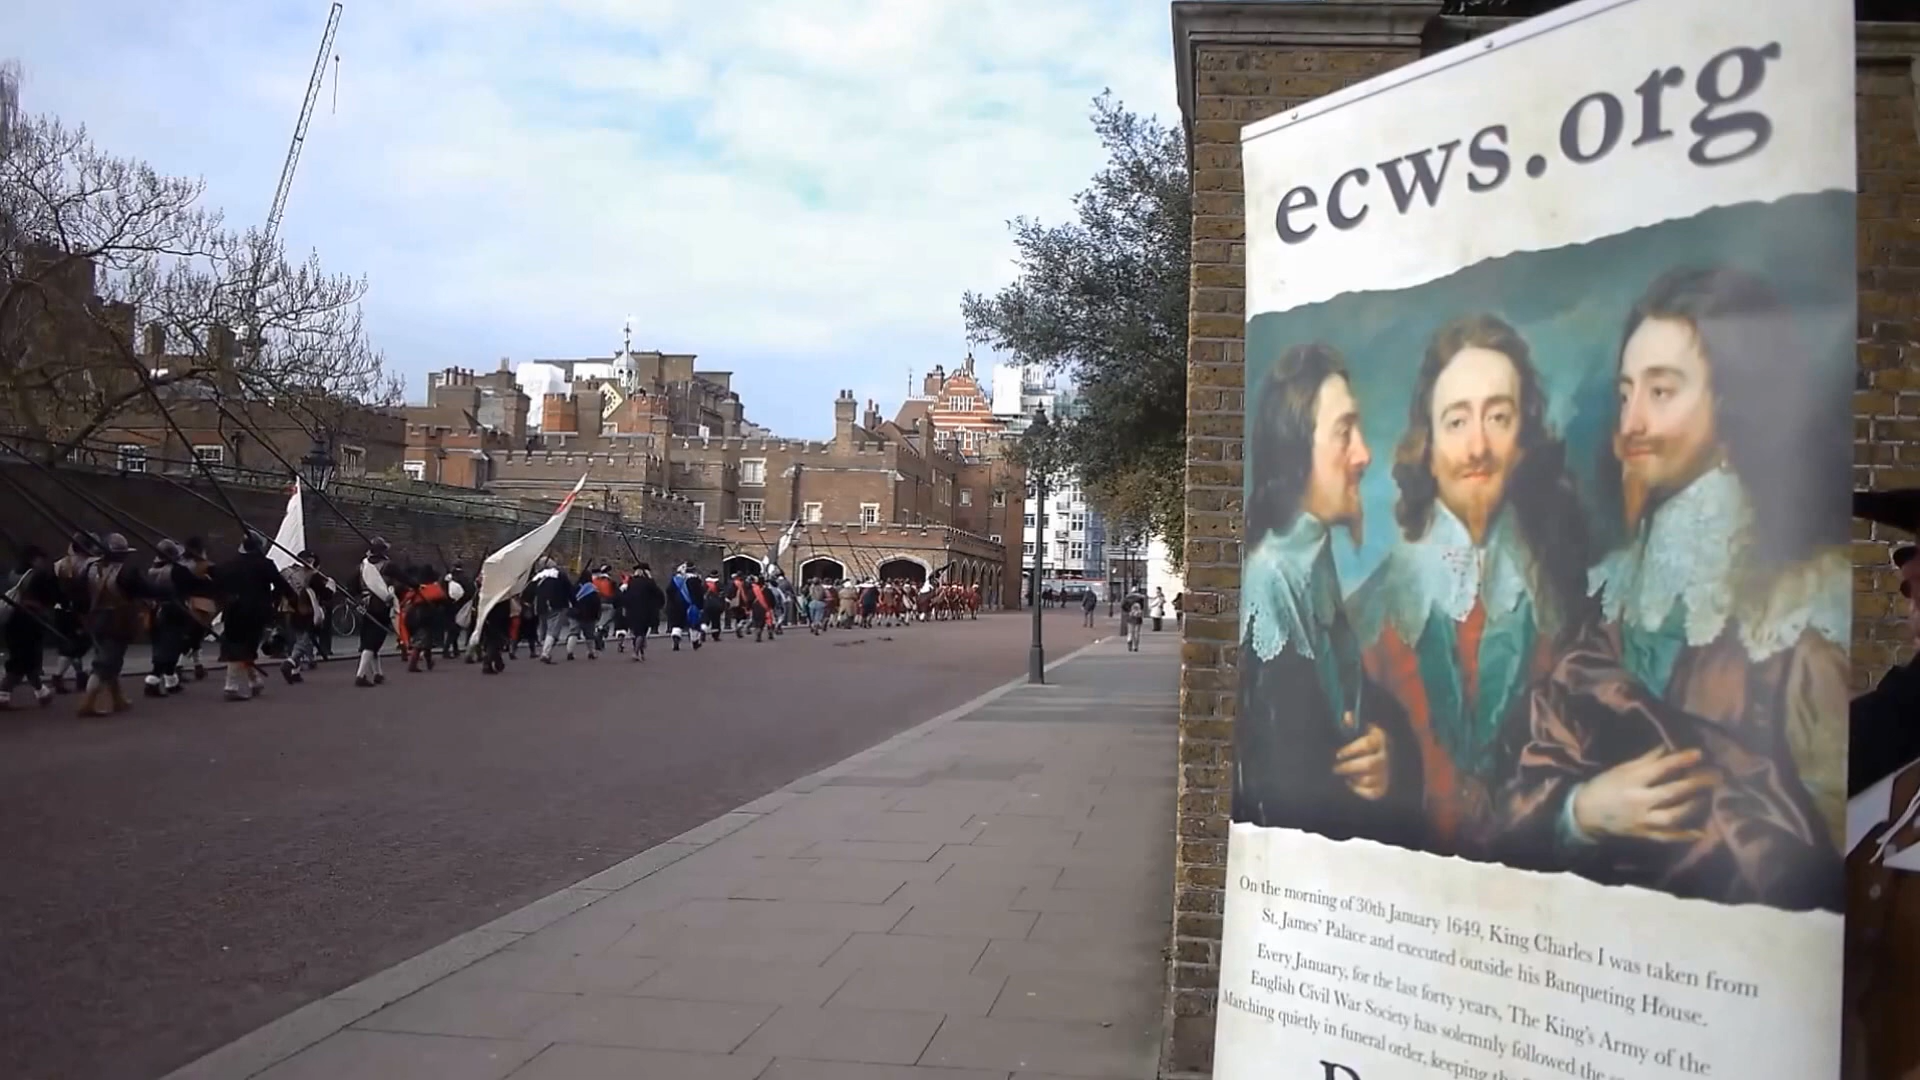 ecws.org
On the morning of 30th January 1649, King Charles I was taken from
St. James' Palace and executed outside his Banqueting House.
Every January, for the last forty years, The King's Army of the
English Civil War Society has solemnly followed the
Marching quietly in funeral order, keeping